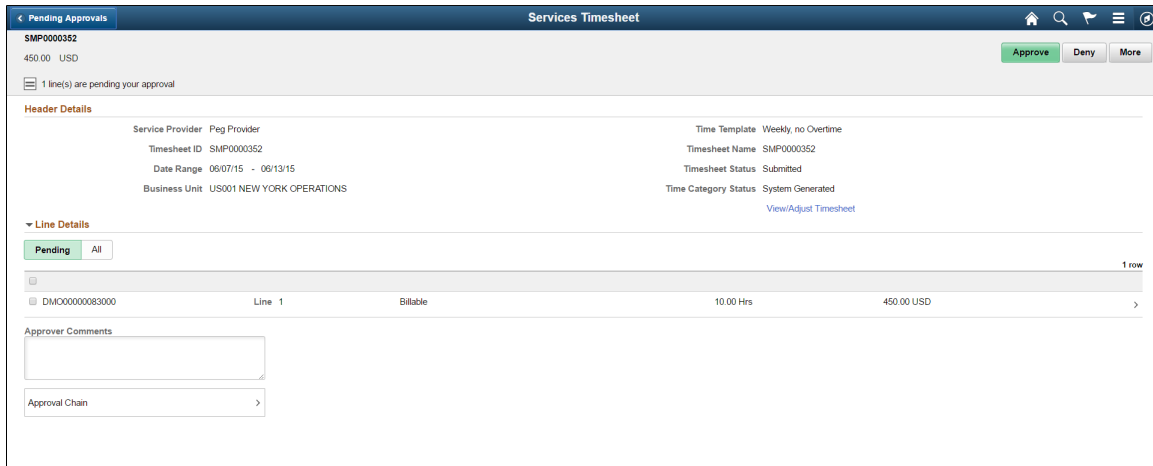 Pending Approvals
Services Timesheet
SMP0000352
450.00 USD
Approve
Deny
More
1 line(s) are pending your approval
Header Details
Service Provider Peg Provider
Time Template Weekly, no Overtime
Timesheet ID SMP0000352
Timesheet Name SMP0000352
Date Range 06/07/15 - 06/13/15
Timesheet Status Submitted
Business Unit US001 NEW YORK OPERATIONS
Time Category Status System Generated
View/Adjust Timesheet
Line Details
Pending
All
1 row
DMO00000083000 Line 1 Billable 10.00 Hrs 450.00 USD
Approver Comments
Approval Chain